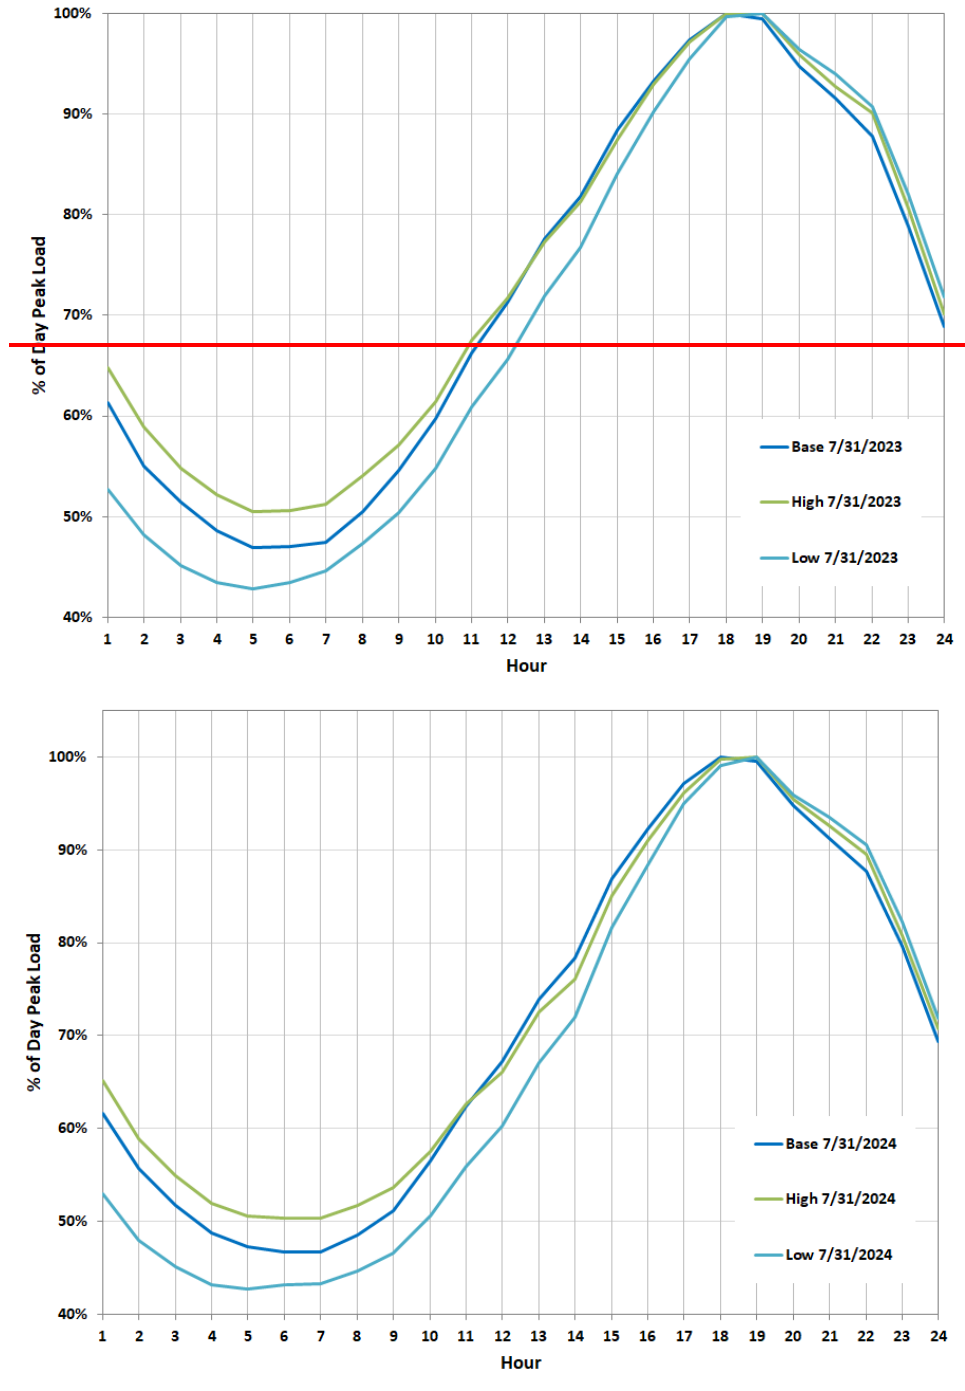 100%
90%
80%
70%
60%
50%
40%
% of Day Peak Load
Base 7/31/2023
High 7/31/2023
Low 7/31/2023
1 2 3 4 5 6 7 8 9 10 11 12 13 14 15 16 17 18 19 20 21 22 23 24
Hour
100%
90%
80%
70%
60%
50%
40%
% of Day Peak Load
Base 7/31/2024
High 7/31/2024
Low 7/31/2024
1 2 3 4 5 6 7 8 9 10 11 12 13 14 15 16 17 18 19 20 21 22 23 24
Hour